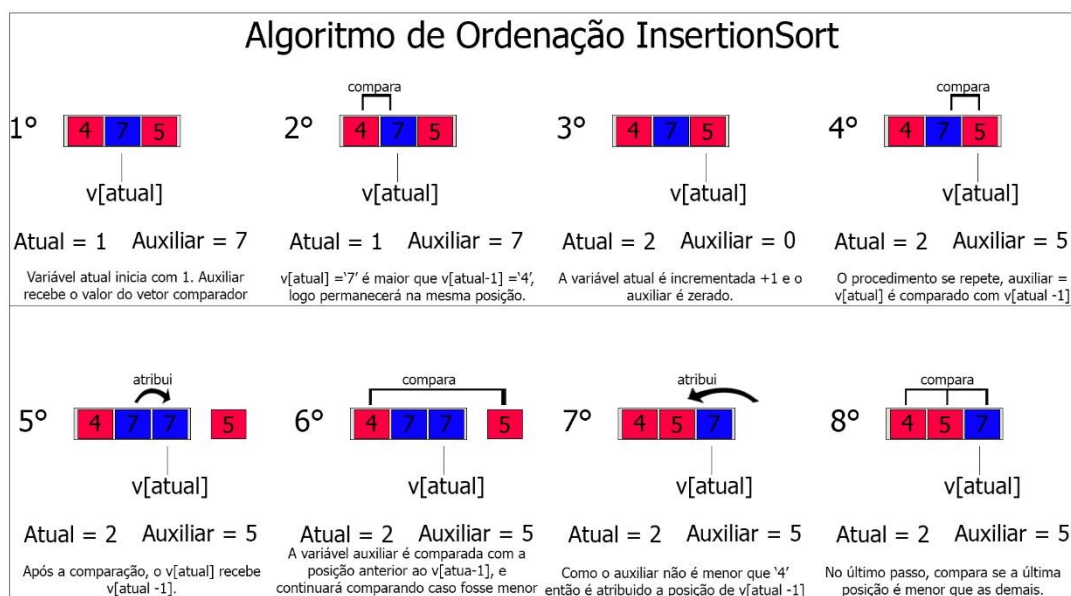 Algoritmo de Ordenação InsertionSort
1°
4 7 5
v[atual]
Atual = 1 Auxiliar = 7
Variável atual inicia com 1. Auxiliar
recebe o valor do vetor comparador
2°
compara
4 7 5
v[atual]
Atual = 1 Auxiliar = 7
v[atual] ='7' é maior que v[atual-1] ='4',
logo permanecerá na mesma posição.
3°
4 7 5
v[atual]
Atual = 2 Auxiliar = 0
A variável atual é incrementada +1 e o
auxiliar é zerado.
4°
compara
4 7 5
v[atual]
Atual = 2 Auxiliar = 5
O procedimento se repete, auxiliar =
v[atual] é comparado com v[atual -1]
5°
atribui
4 7 7 5
v[atual]
Atual = 2 Auxiliar = 5
Após a comparação, o v[atual] recebe
v[atual -1].
6°
compara
4 7 7 5
v[atual]
Atual = 2 Auxiliar = 5
A variável auxiliar é comparada com a
posição anterior ao v[atua-1], e
continuará comparando caso fosse menor
7°
atribui
4 5 7
v[atual]
Atual = 2 Auxiliar = 5
Como o auxiliar não é menor que '4'
então é atribuido a posição de v[atual -1]
8°
compara
4 5 7
v[atual]
Atual = 2 Auxiliar = 5
No último passo, compara se a última
posição é menor que as demais.